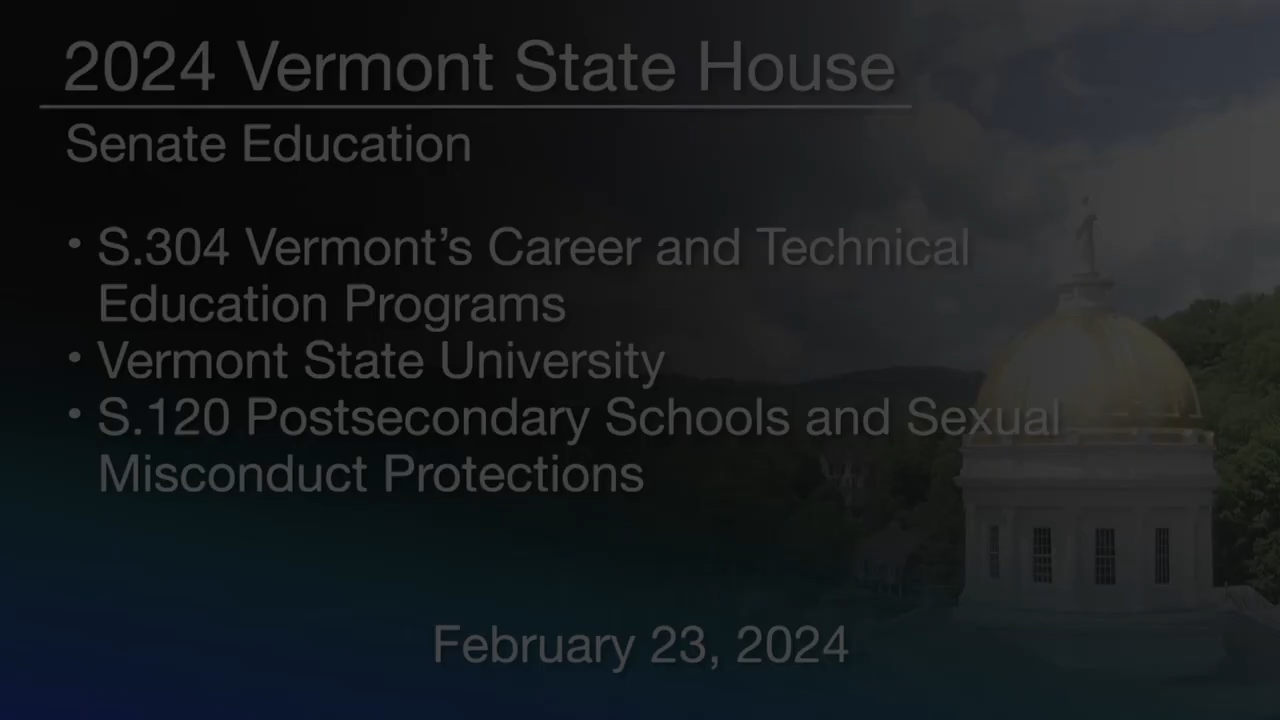 2024 Vermont State House
Senate Education
• S.304 Vermont’s Career and Technical
Education Programs
• Vermont State University
• S.120 Postsecondary Schools and Sexual
Misconduct Protections
February 23, 2024